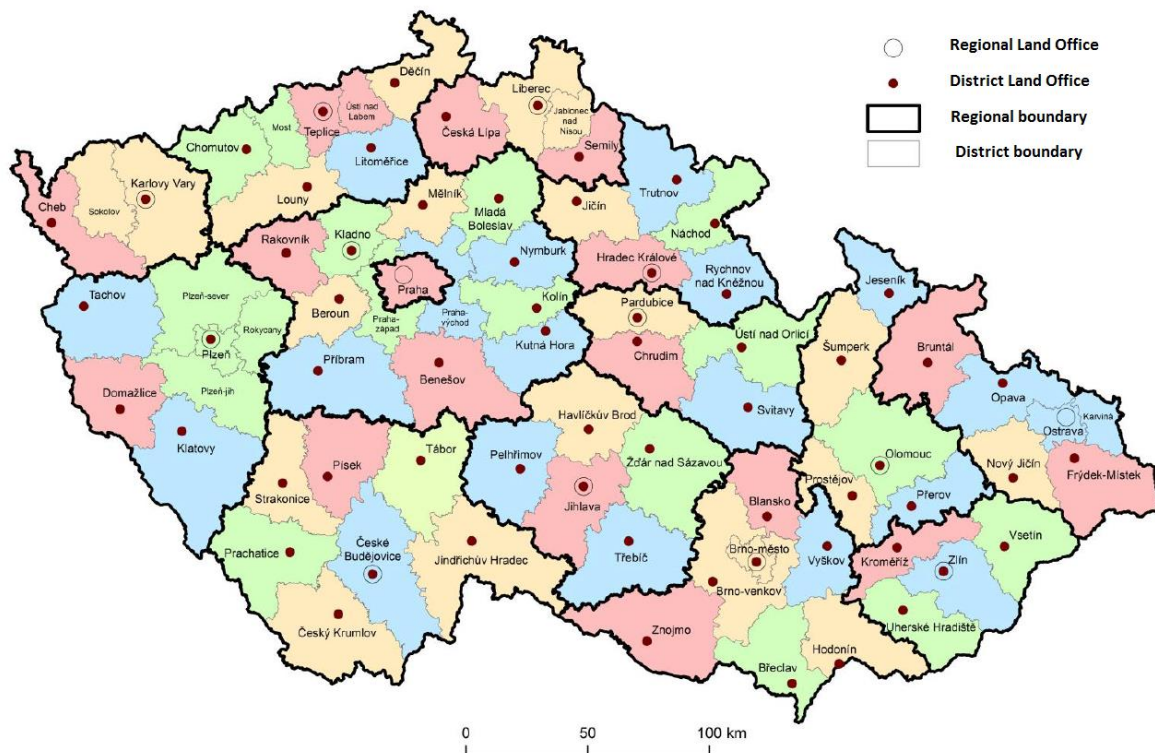 Regional Land Office
District Land Office
Regional boundary
District boundary
Děčín
Liberec
Ústí nad
Labem
Jablonec
nad
Nisou
Most
Teplice
Česká Lípa
Chomutov
Litoměřice
Semily
Karlovy Vary
Louny
Mělník
Trutnov
Cheb
Sokolov
Jičín
Mladá
Boleslav
Náchod
Rakovník
Kladno
Nymburk
Hradec Králové
Rychnov
nad Kněžnou
Jeseník
Praha
Tachov
Plzeň-sever
Kolín
Pardubice
Beroun
Praha-
západ
Praha-
východ
Rokycany
Plzeň
Ústí nad Orlicí
Šumperk
Bruntál
Kutná Hora
Chrudim
Příbram
Benešov
Opava
Domažlice
Plzeň-jih
Karviná
Ostrava
Havlíčkův Brod
Svitavy
Klatovy
Tábor
Pelhřimov
Žďár nad Sázavou
Olomouc
Písek
Nový Jičín
Frýdek-Místek
Strakonice
Prostějov
Přerov
Jihlava
Blansko
Vsetín
Prachatice
České
Budějovice
Jindřichův Hradec
Třebíč
Brno-město
Vyškov
Kroměříž
Zlín
Brno-venkov
Český Krumlov
Uherské Hradiště
Znojmo
Hodonín
Břeclav
0 50 100 km